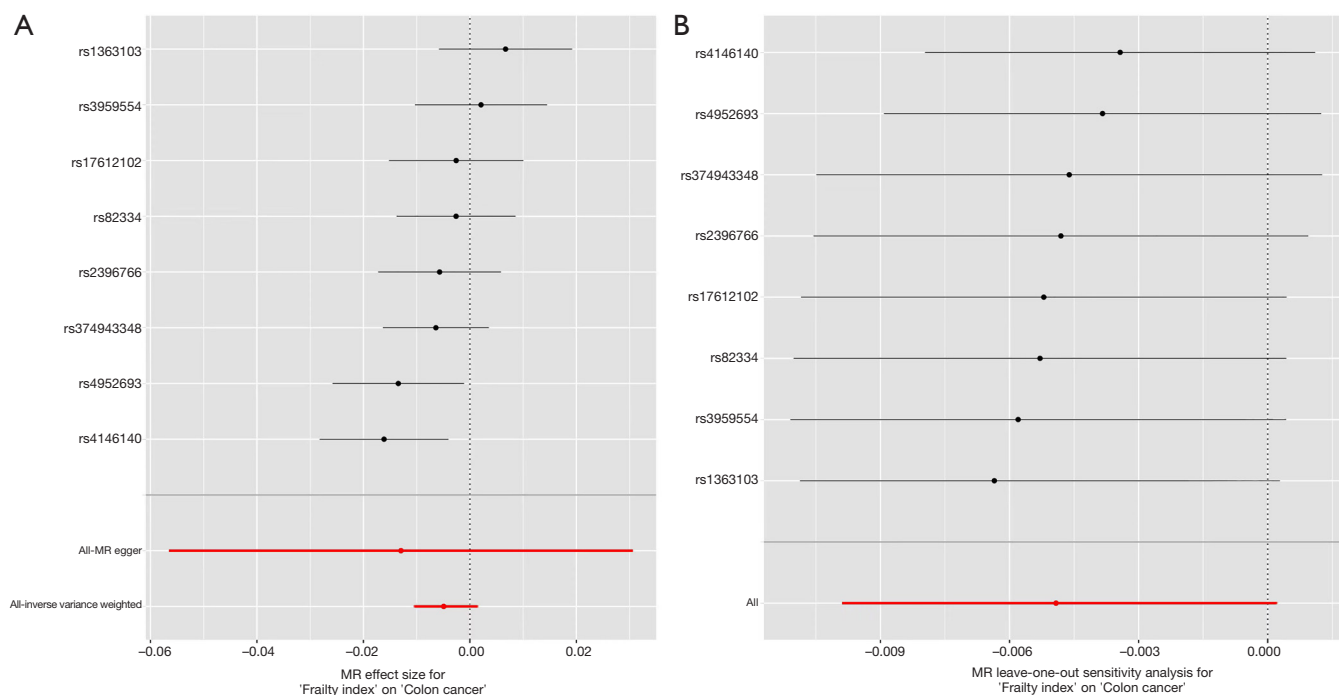 A
rs1363103
rs3959554
rs17612102
rs82334
rs2396766
rs374943348
rs4952693
rs4146140
All-MR egger
All-inverse variance weighted
−0.06 −0.04 −0.02 0.00 0.02
MR effect size for
'Frailty index' on 'Colon cancer'
B
rs4146140
rs4952693
rs374943348
rs2396766
rs17612102
rs82334
rs3959554
rs1363103
All
−0.009 −0.006 −0.003 0.000
MR leave-one-out sensitivity analysis for
'Frailty index' on 'Colon cancer'